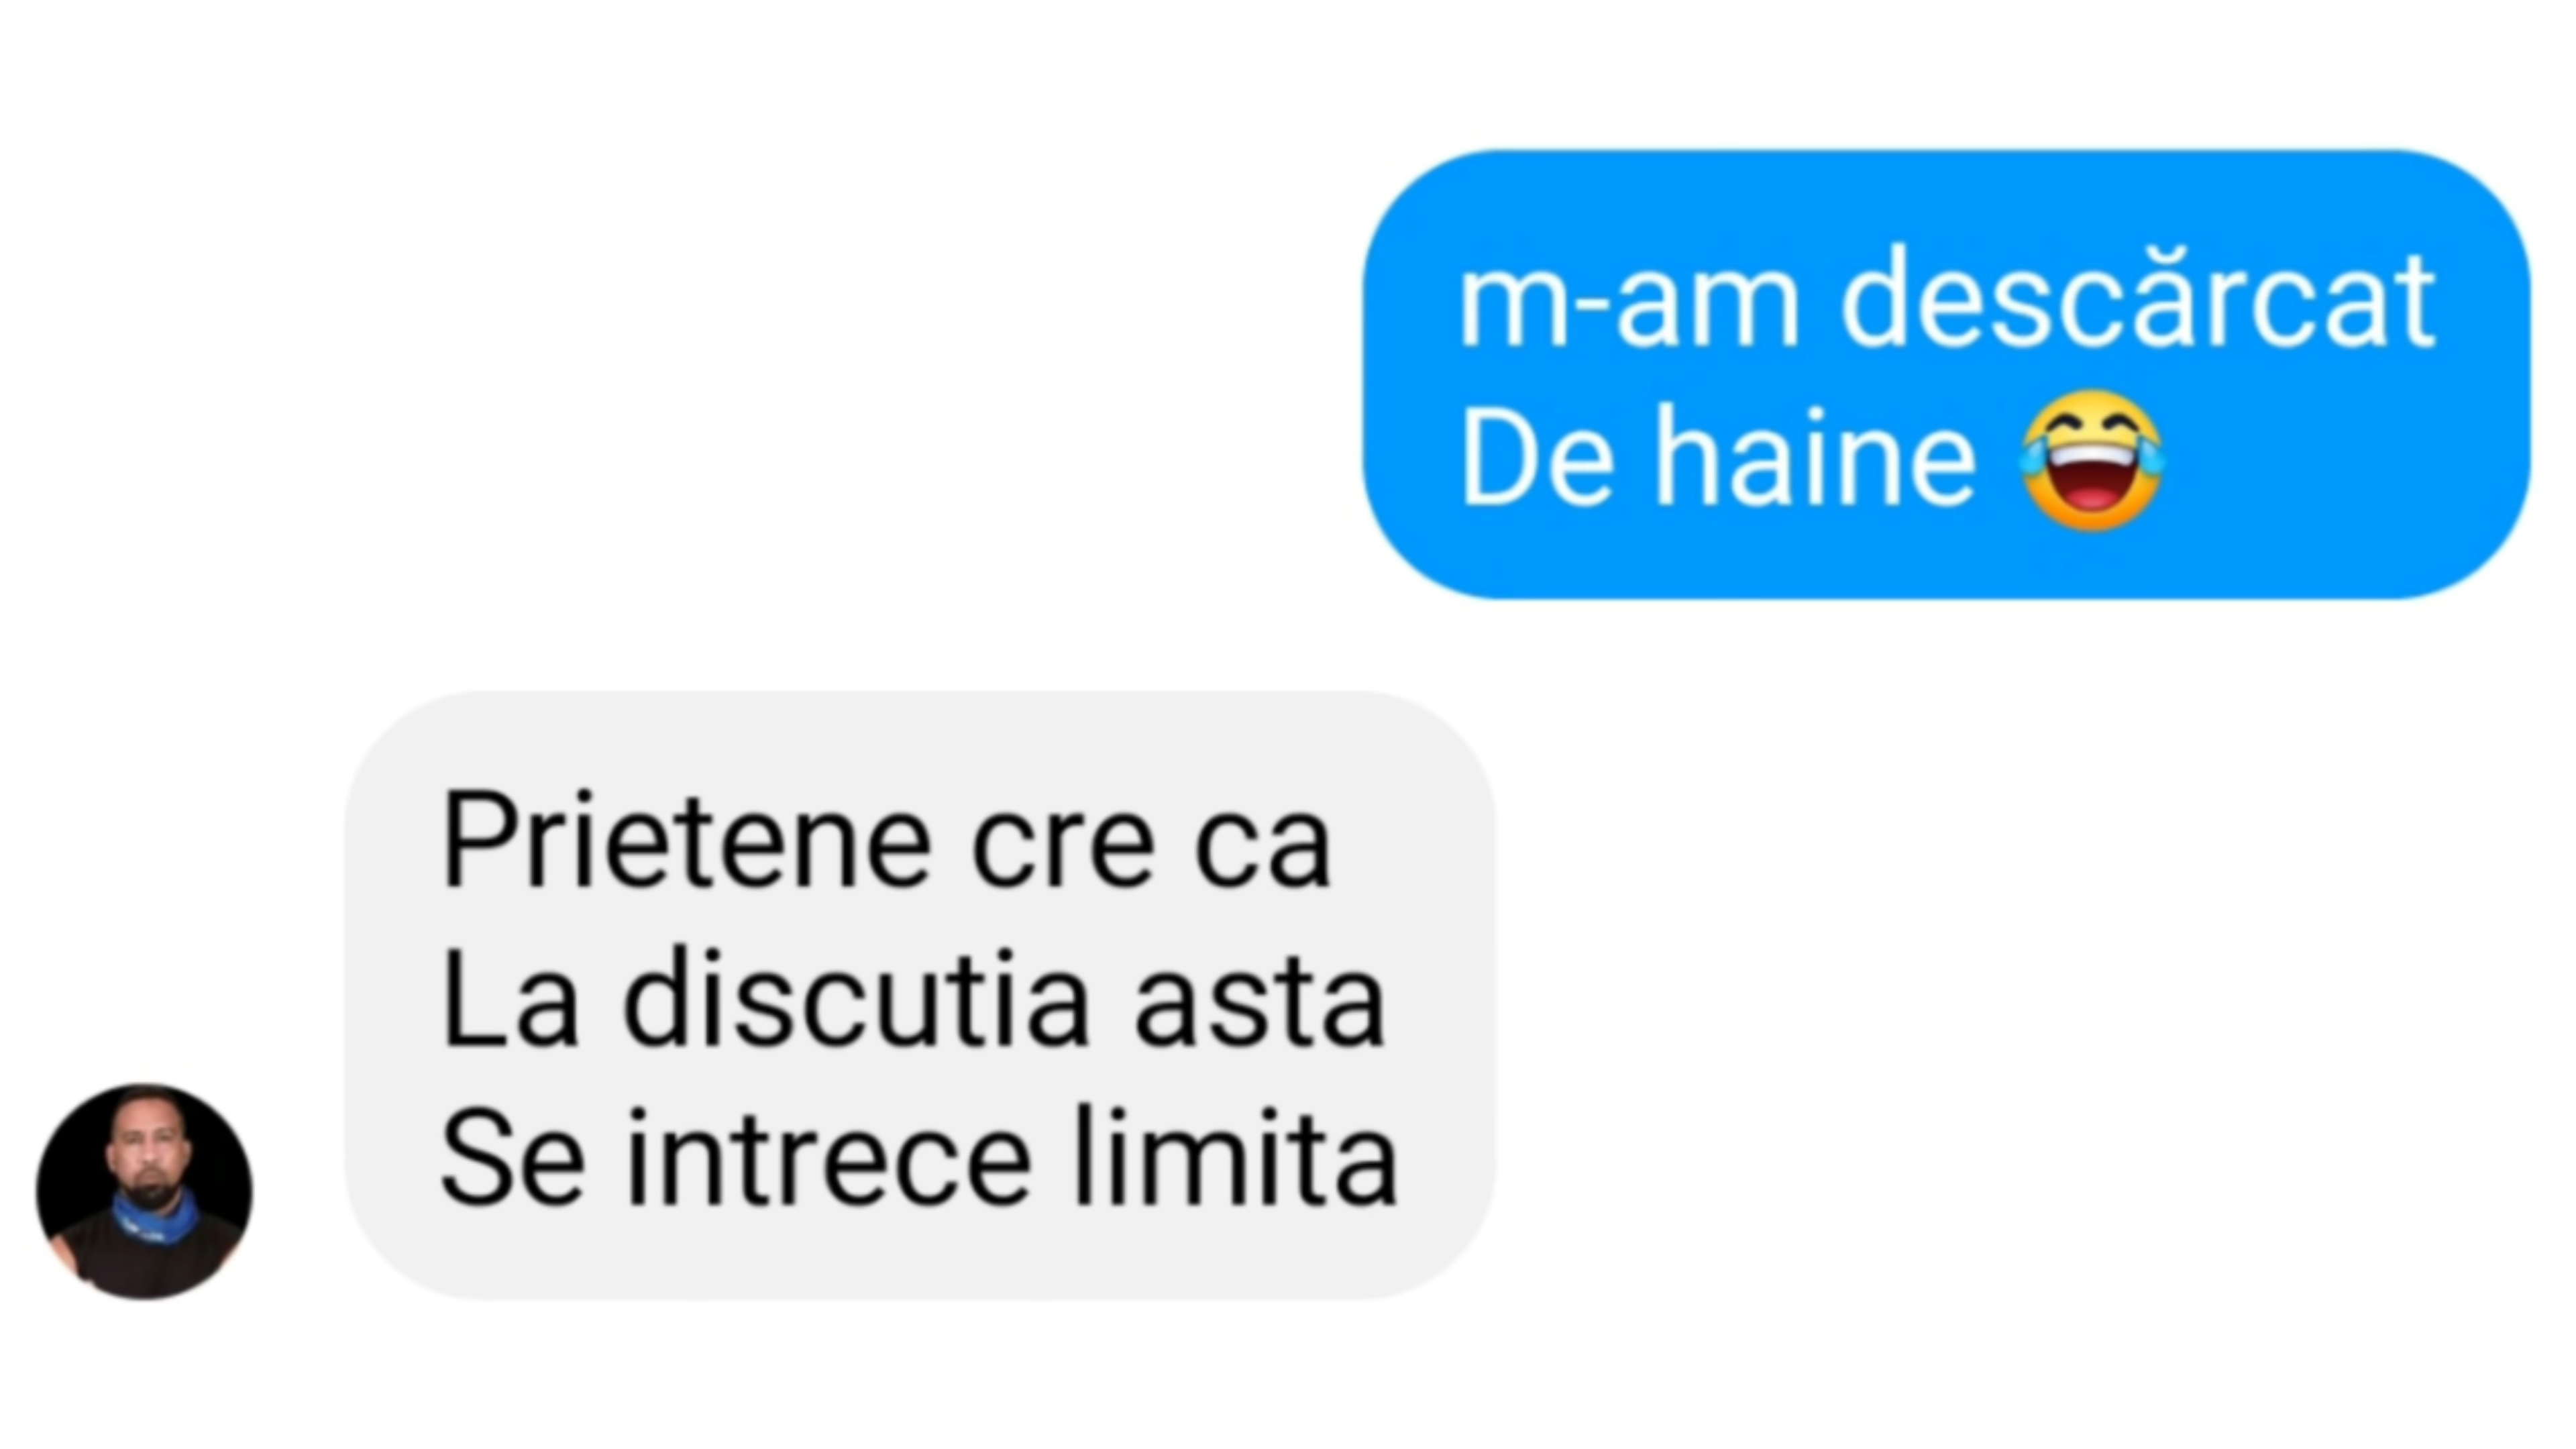 m-am descărcat
De haine 😂
Prietene cre ca
La discutia asta
Se intrece limita